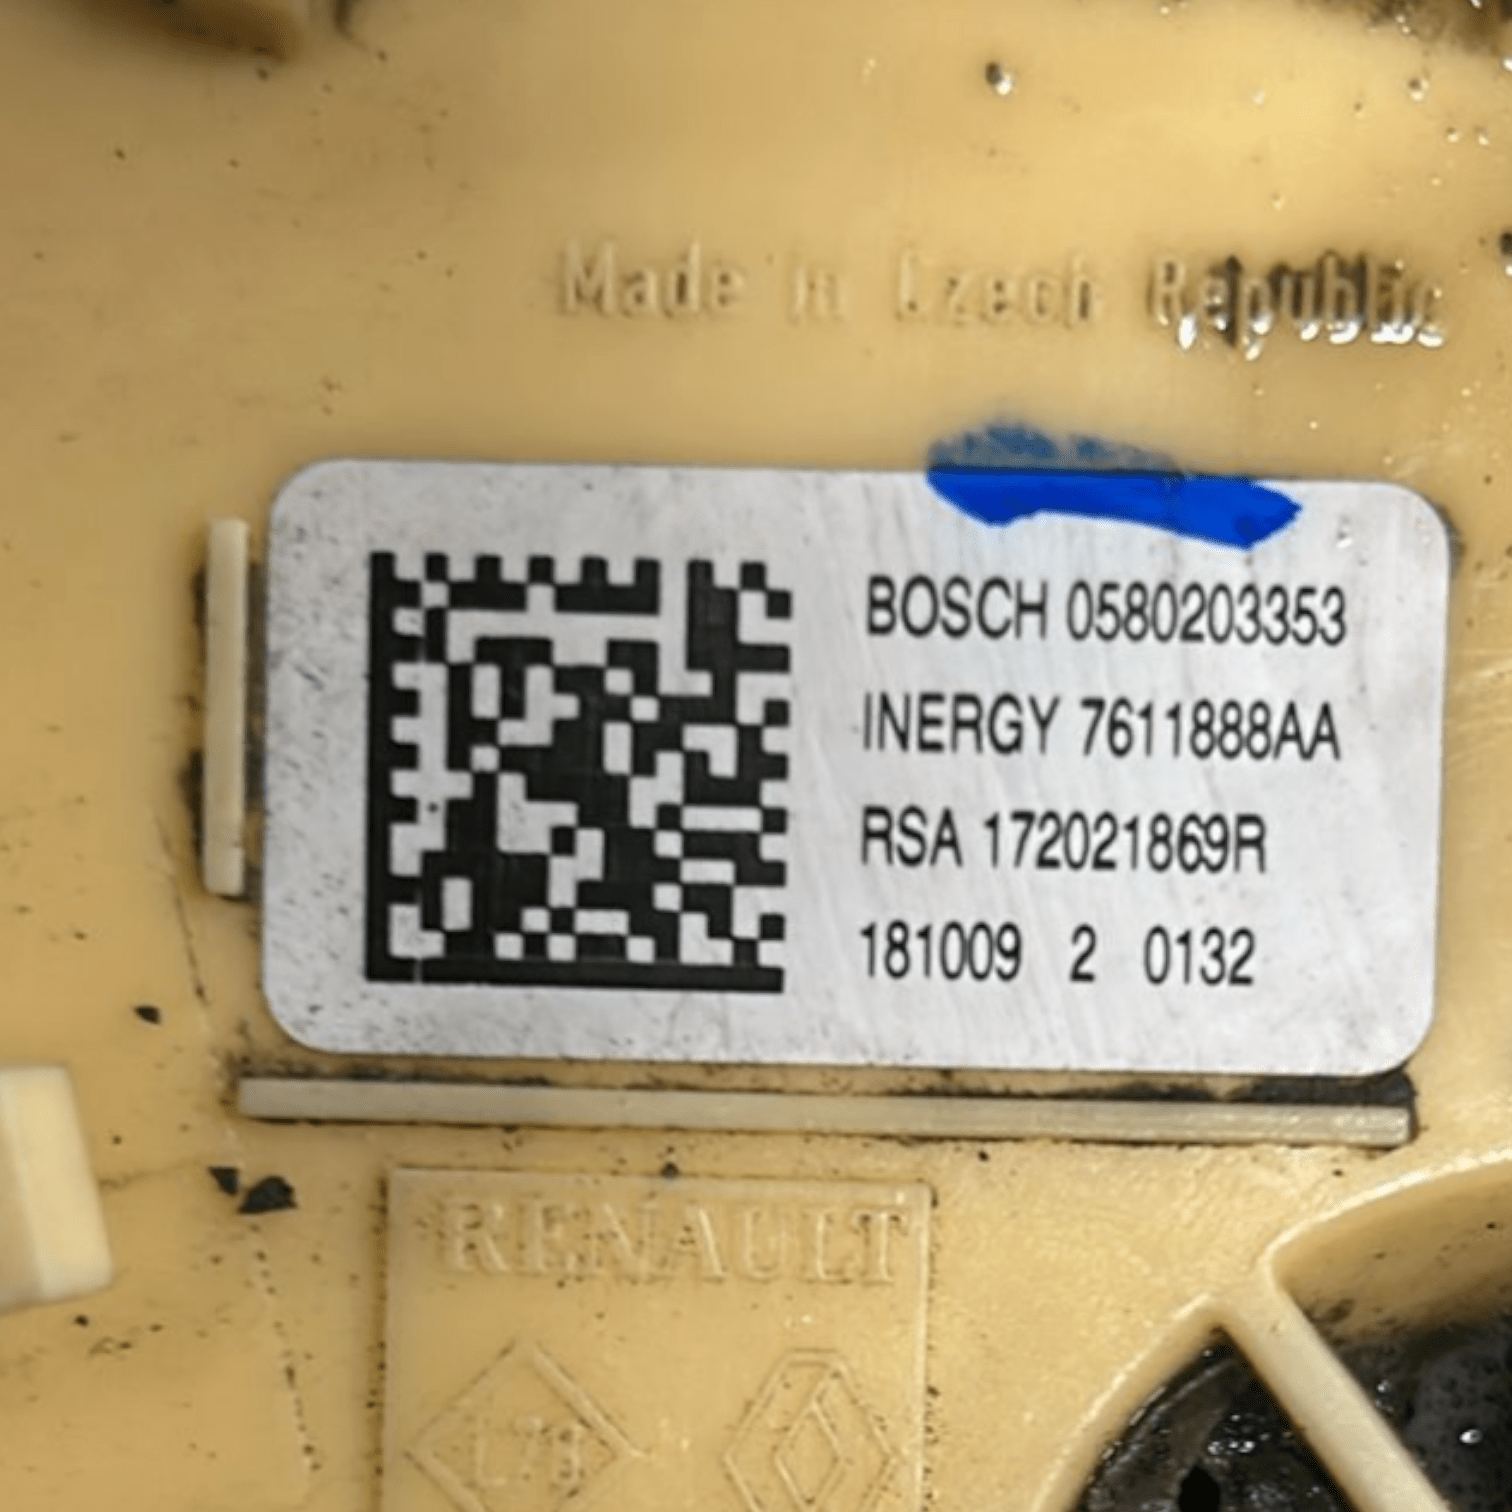 Made in Czech Republic
BOSCH 0580203353
INERGY 7611888AA
RSA 172021869R
181009 2 0132
RENAULT